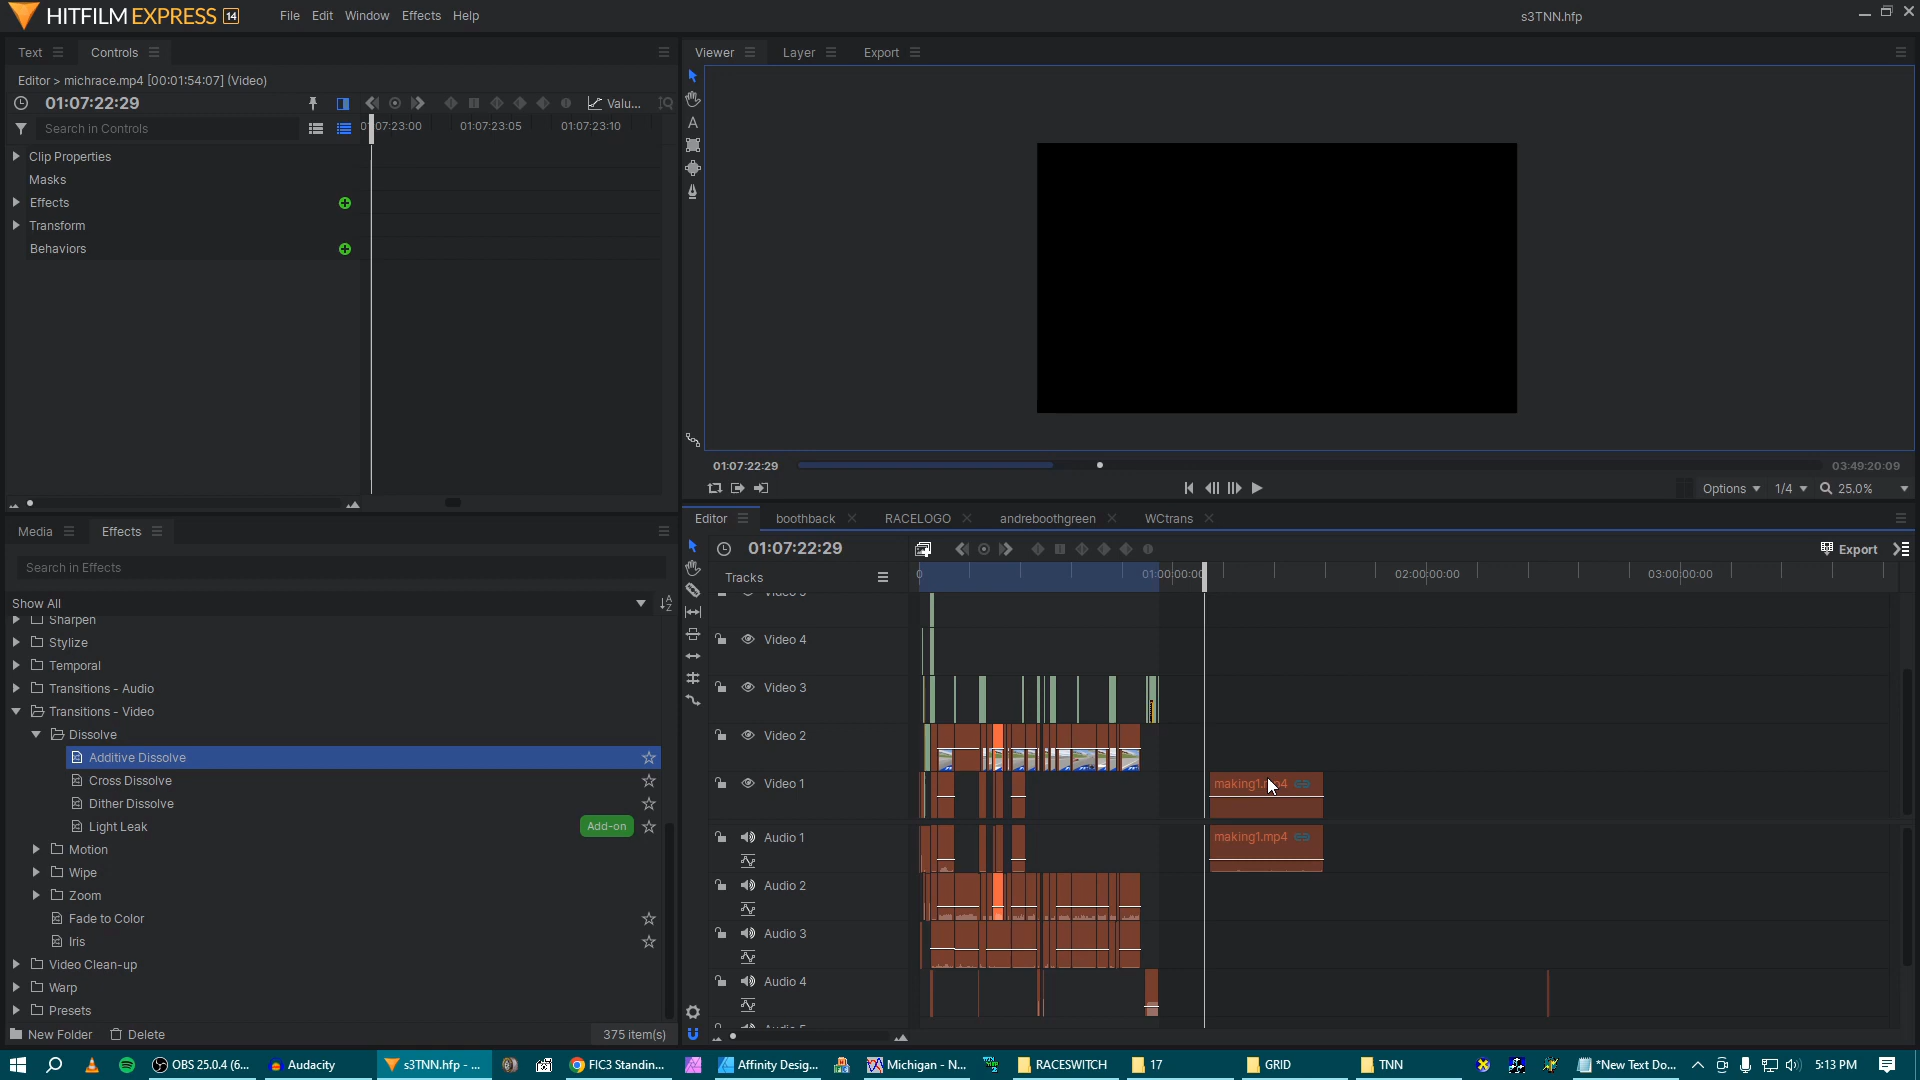 HITFILM EXPRESS 14
File Edit Window Effects Help
s3TNN.hfp
Text
Controls
Viewer
Layer
Export
Editor > michrace.mp4 [00:01:54:07] (Video)
01:07:22:29
Valu...
Search in Controls
07:23:00
01:07:23:05
01:07:23:10
Clip Properties
Masks
Effects
Transform
Behaviors
01:07:22:29
03:49:20:09
Options
1/4
25.0%
Media
Effects
Search in Effects
Show All
Sharpen
Stylize
Temporal
Transitions - Audio
Transitions - Video
Dissolve
Additive Dissolve
Cross Dissolve
Dither Dissolve
Light Leak
Add-on
Motion
Wipe
Zoom
Fade to Color
Iris
Video Clean-up
Warp
Presets
New Folder
Delete
375 item(s)
Editor
boothback
RACELOGO
andreboothgreen
WCtrans
01:07:22:29
Export
Tracks
0
01:00:00:00
02:00:00:00
03:00:00:00
Video 4
Video 3
Video 2
Video 1
making1.mp4
Audio 1
making1.mp4
Audio 2
Audio 3
Audio 4
OBS 25.0.4 (6...
Audacity
s3TNN.hfp - ...
FIC3 Standin...
Affinity Desig...
Michigan - N...
RACESWITCH
17
GRID
TNN
*New Text Do...
5:13 PM